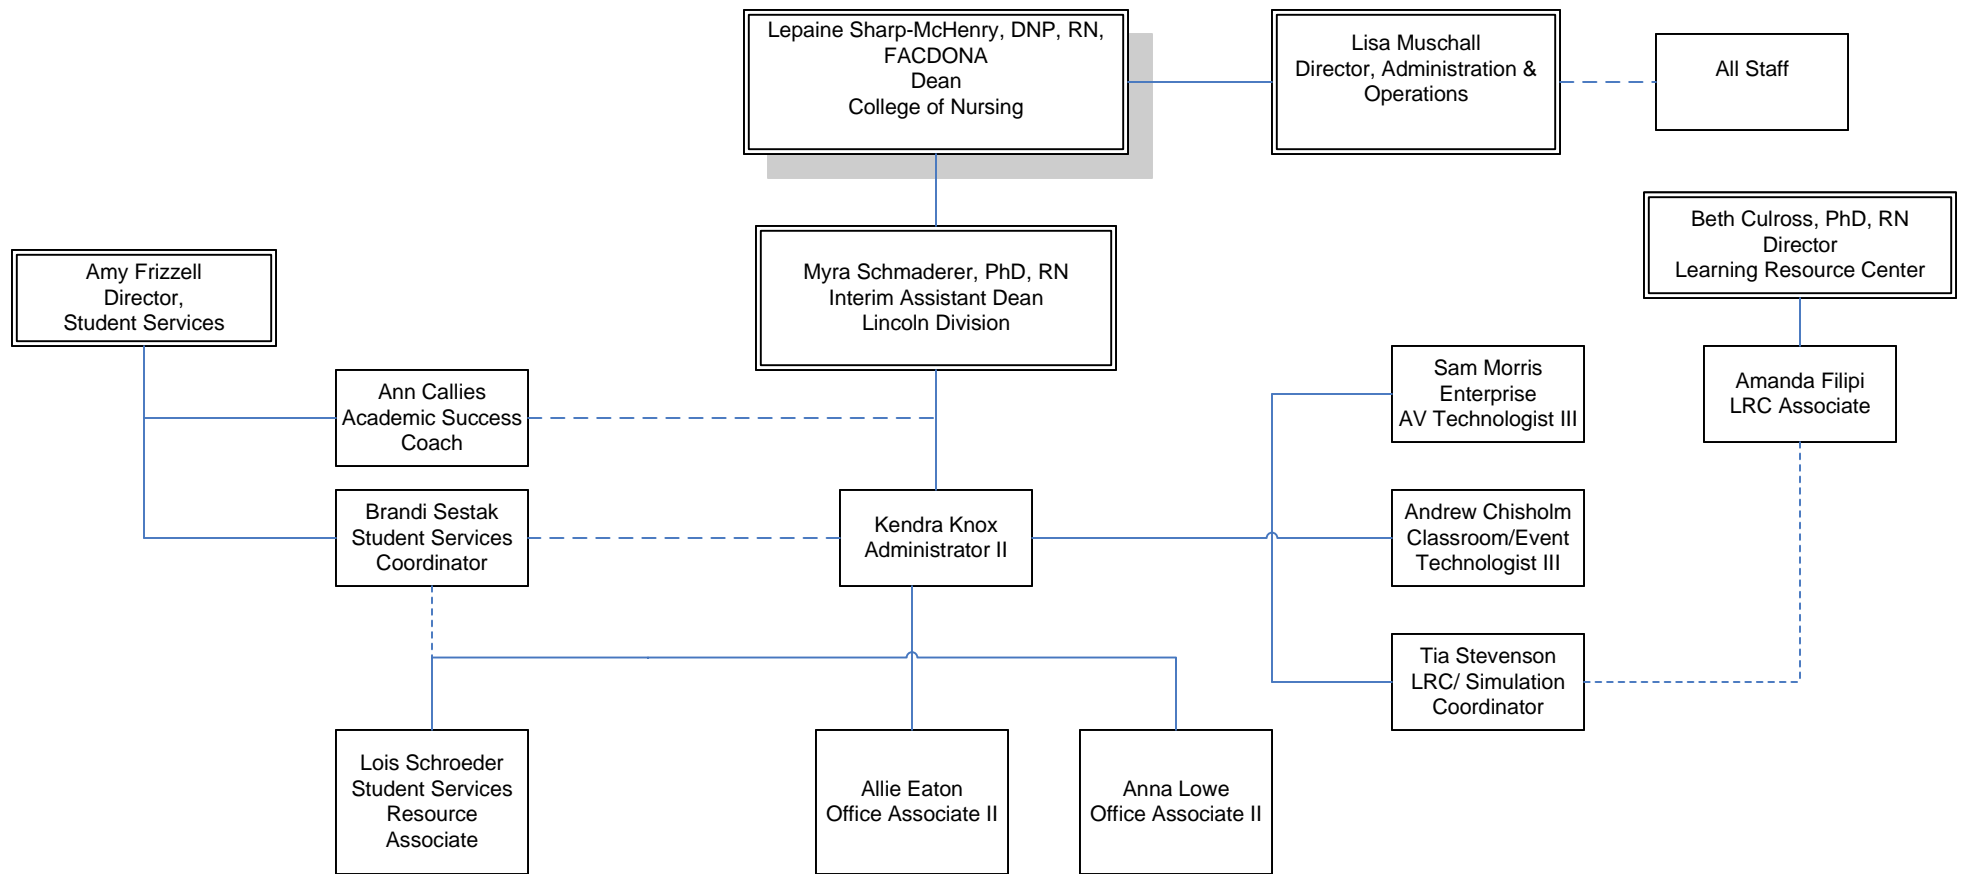 Lepaine Sharp-McHenry, DNP, RN,
FACDONA
Dean
College of Nursing
Lisa Muschall
Director, Administration &
Operations
All Staff
Beth Culross, PhD, RN
Director
Learning Resource Center
Amy Frizzell
Director,
Student Services
Myra Schmaderer, PhD, RN
Interim Assistant Dean
Lincoln Division
Ann Callies
Academic Success
Coach
Sam Morris
Enterprise
AV Technologist III
Amanda Filipi
LRC Associate
Brandi Sestak
Student Services
Coordinator
Kendra Knox
Administrator II
Andrew Chisholm
Classroom/Event
Technologist III
Tia Stevenson
LRC/ Simulation
Coordinator
Lois Schroeder
Student Services
Resource
Associate
Allie Eaton
Office Associate II
Anna Lowe
Office Associate II